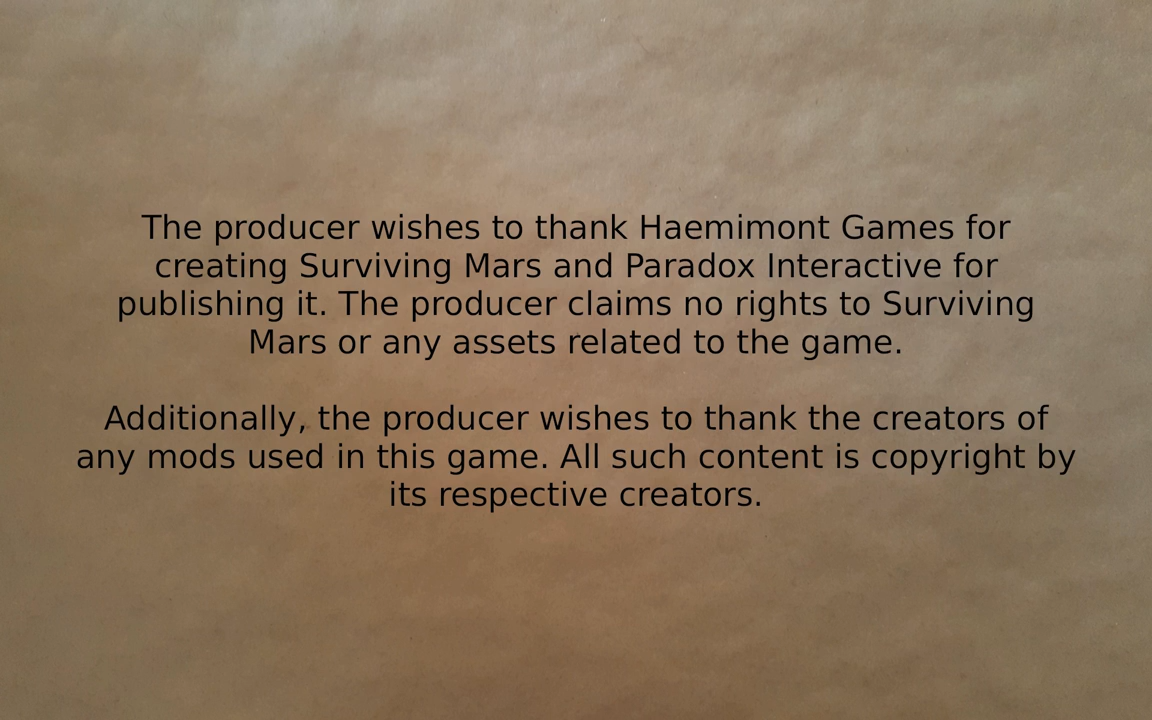 The producer wishes to thank Haemimont Games for
creating Surviving Mars and Paradox Interactive for
publishing it. The producer claims no rights to Surviving
Mars or any assets related to the game.
Additionally, the producer wishes to thank the creators of
any mods used in this game. All such content is copyright by
its respective creators.